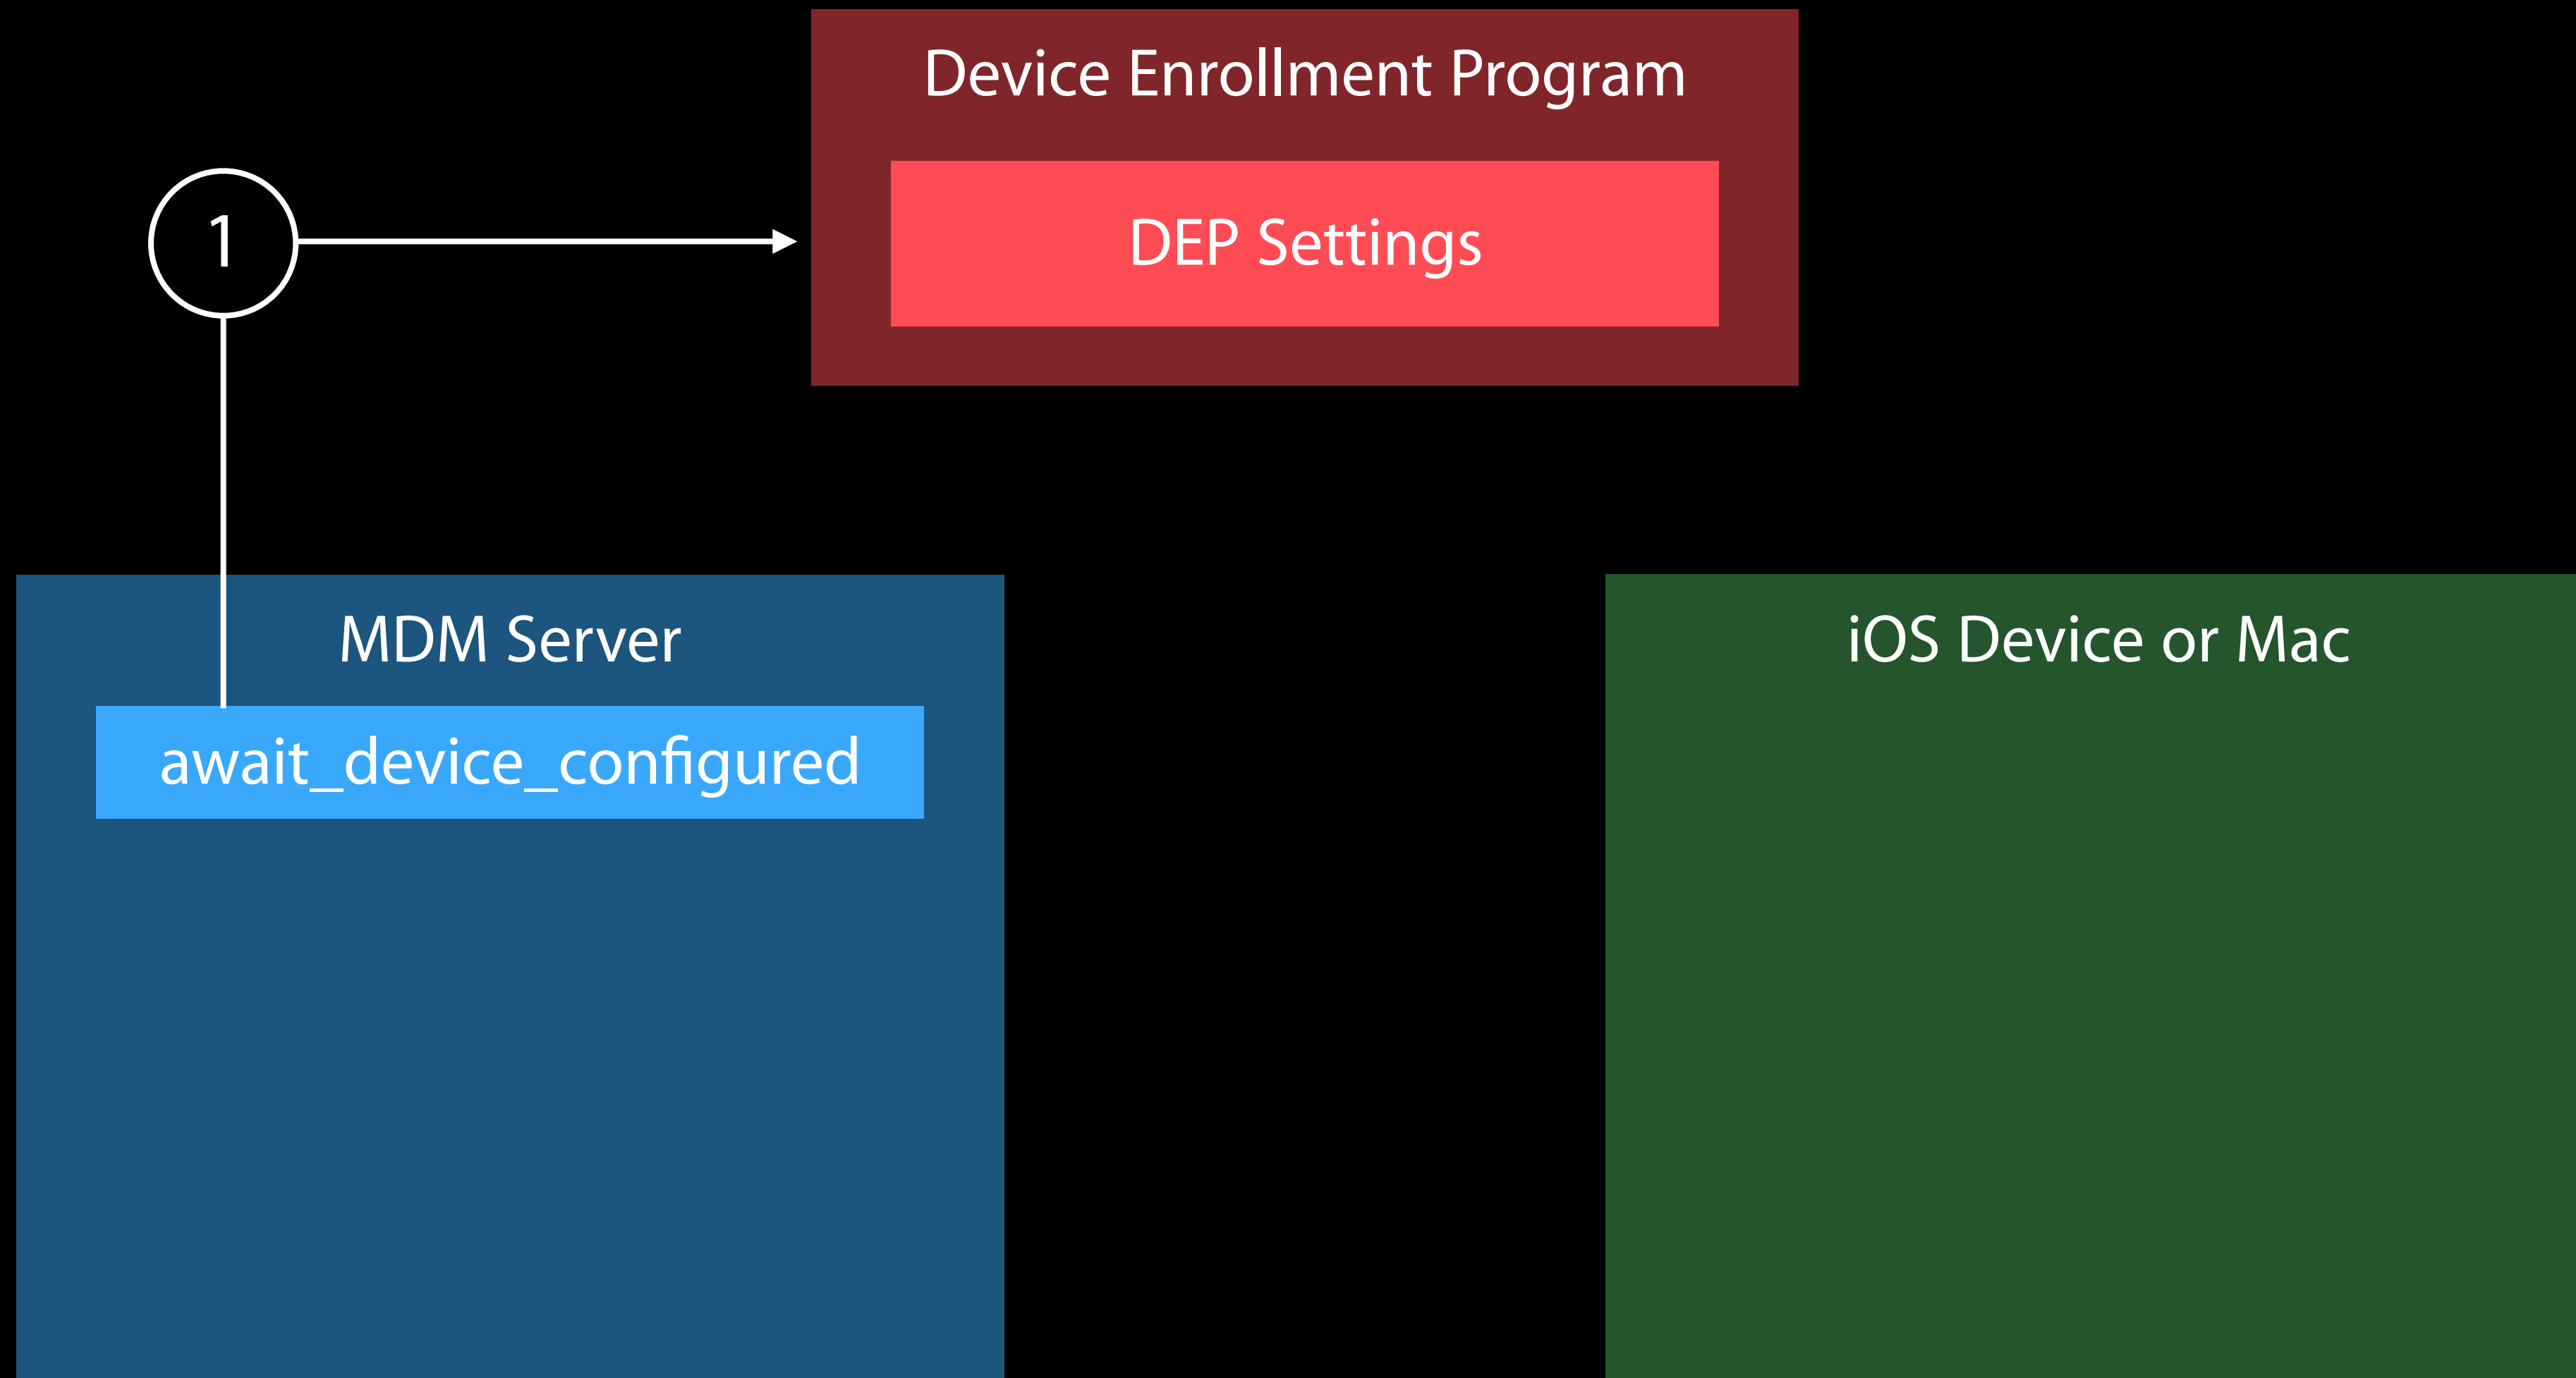 Device Enrollment Program
DEP Settings
1
MDM Server
await_device_configured
iOS Device or Mac